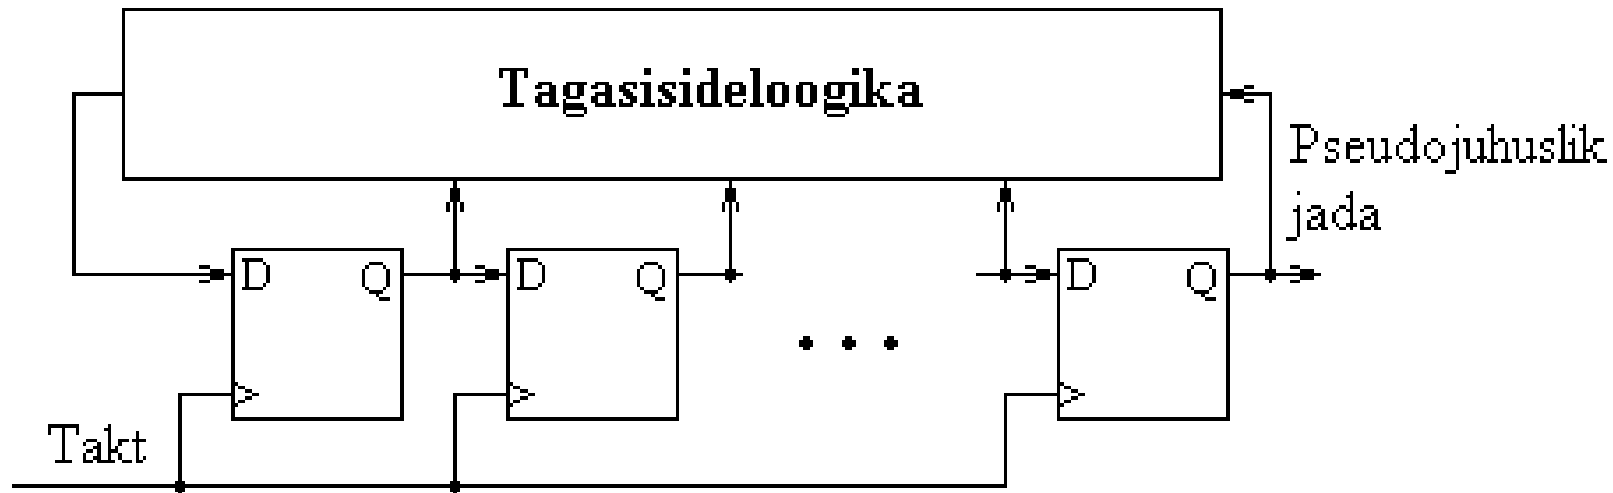 Tagasisideloogika
Pseudojuhuslik
jada
D Q D Q D Q
Takt